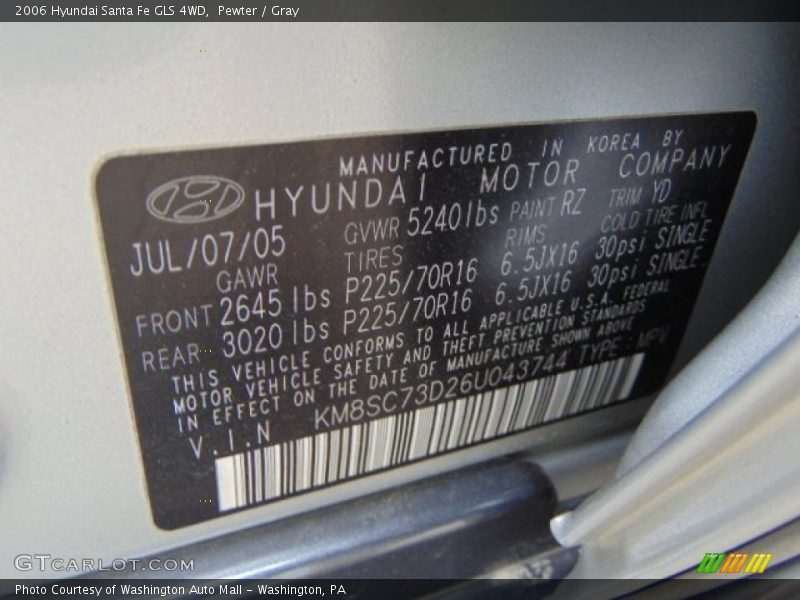 2006 Hyundai Santa Fe GLS 4WD, Pewter / Gray
MANUFACTURED IN KOREA BY
HYUNDAI MOTOR COMPANY
JUL/07/05 GVWR 5240lbs PAINT RZ TRIM YD
GAWR TIRES RIMS COLD TIRE INFL
FRONT 2645 lbs P225/70R16 6.5JX16 30psi SINGLE
REAR 3020 lbs P225/70R16 6.5JX16 30psi SINGLE
THIS VEHICLE CONFORMS TO ALL APPLICABLE U.S.A. FEDERAL
MOTOR VEHICLE SAFETY AND THEFT PREVENTION STANDARDS
IN EFFECT ON THE DATE OF MANUFACTURE SHOWN ABOVE
V.I.N KM8SC73D26U043744 TYPE : MPV
GTCARLOT.COM
Photo Courtesy of Washington Auto Mall - Washington, PA